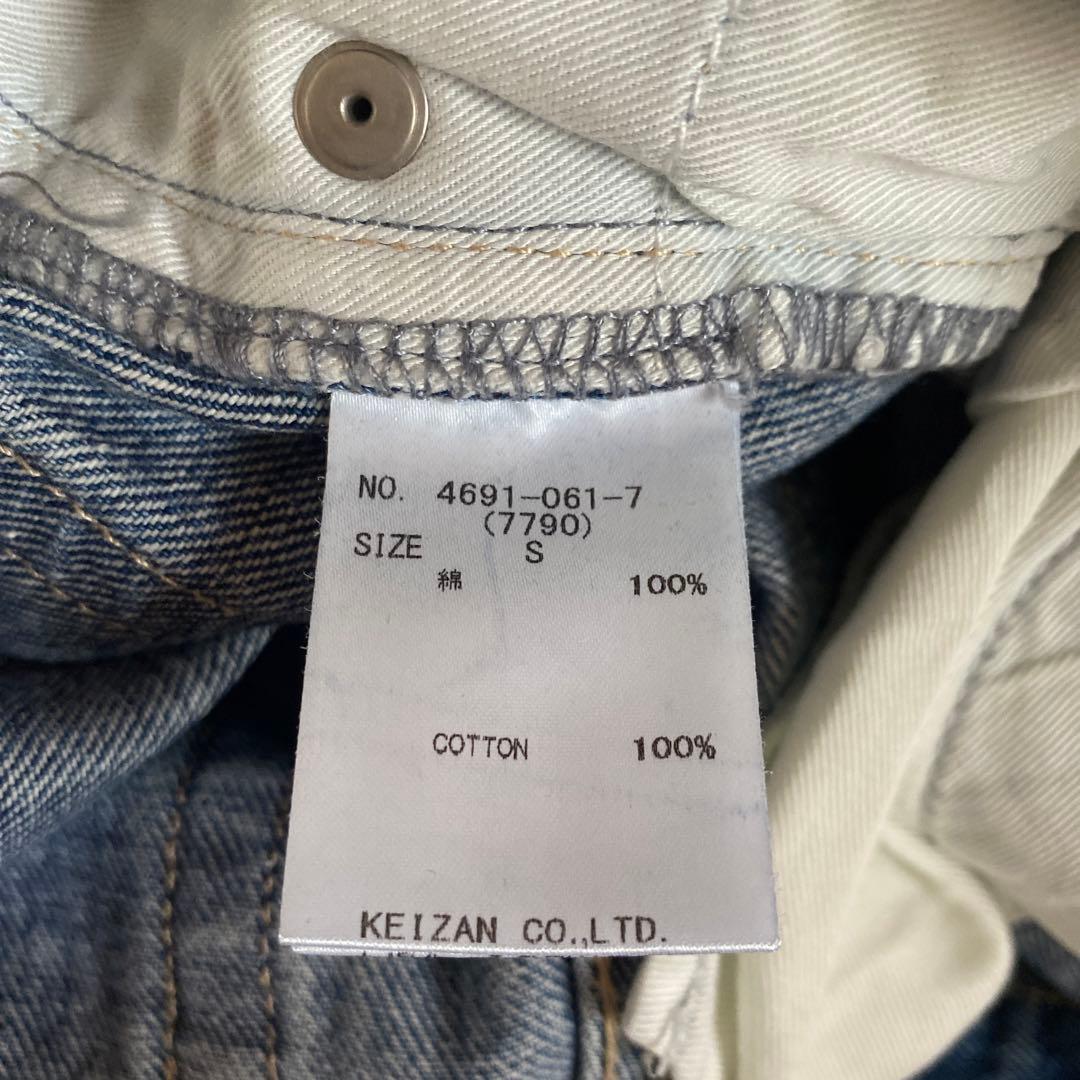 NO. 4691-061-7
(7790)
SIZE S
綿 100%
COTTON 100%
KEIZAN CO.,LTD.